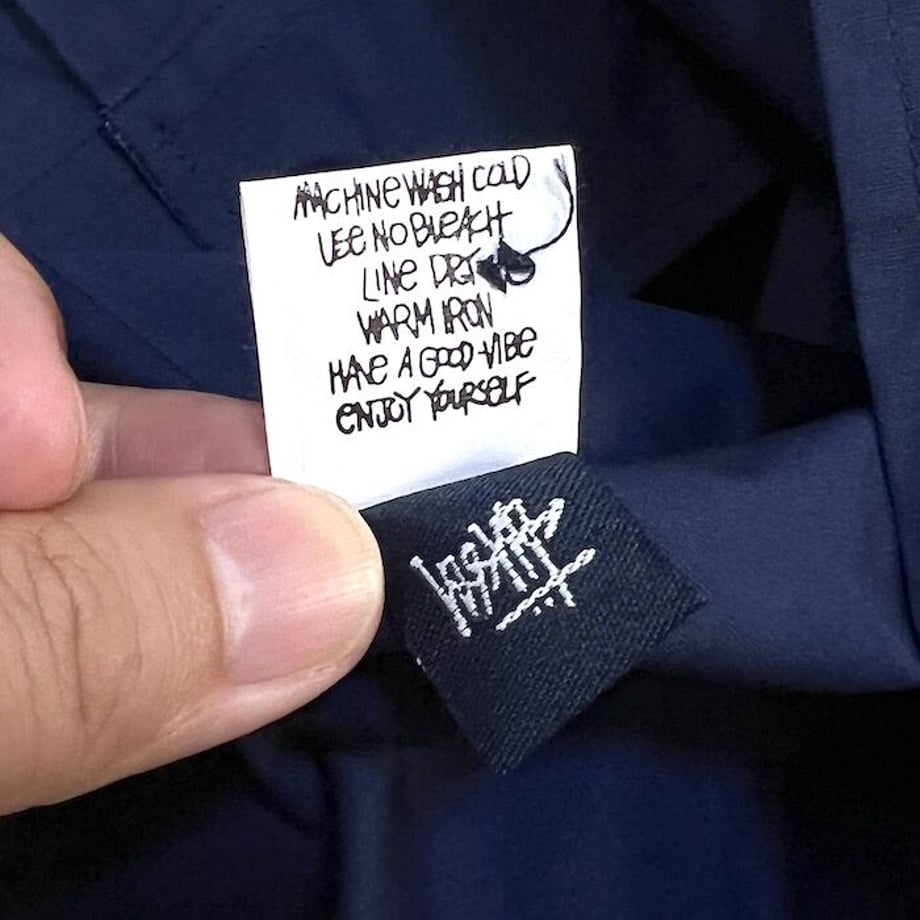 MACHINE WASH COLD
USE NO BLEACH
LINE DRY
WARM IRON
HAVE A GOOD VIBE
ENJOY YOURSELF